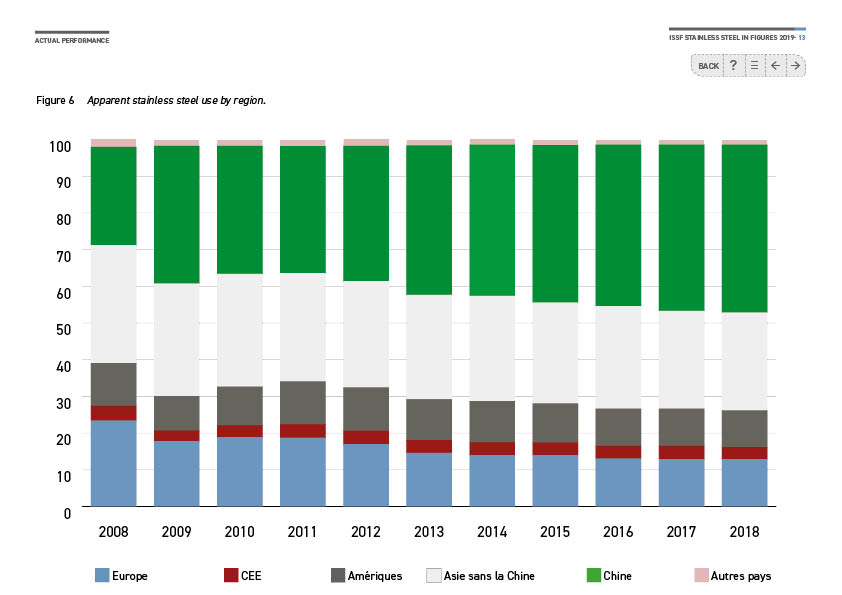 ACTUAL PERFORMANCE
ISSF STAINLESS STEEL IN FIGURES 2019- 13
BACK ? ☰ ← →
Figure 6 Apparent stainless steel use by region.
100
90
80
70
60
50
40
30
20
10
0
2008 2009 2010 2011 2012 2013 2014 2015 2016 2017 2018
Europe CEE Amériques Asie sans la Chine Chine Autres pays